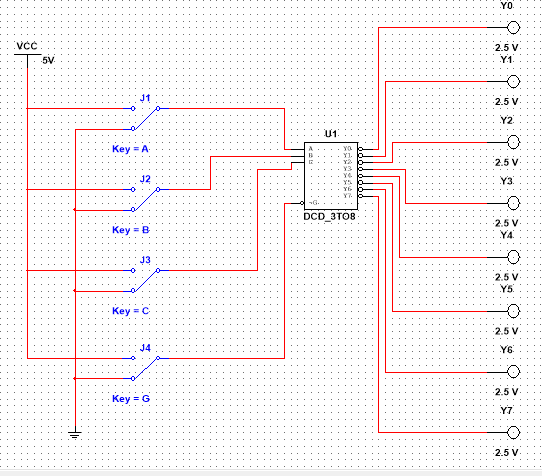 VCC
5V
J1
Key = A
J2
Key = B
J3
Key = C
J4
Key = G
U1
A
B
C
~G
Y0
Y1
Y2
Y3
Y4
Y5
Y6
Y7
DCD_3TO8
Y0
2.5 V
Y1
2.5 V
Y2
2.5 V
Y3
2.5 V
Y4
2.5 V
Y5
2.5 V
Y6
2.5 V
Y7
2.5 V